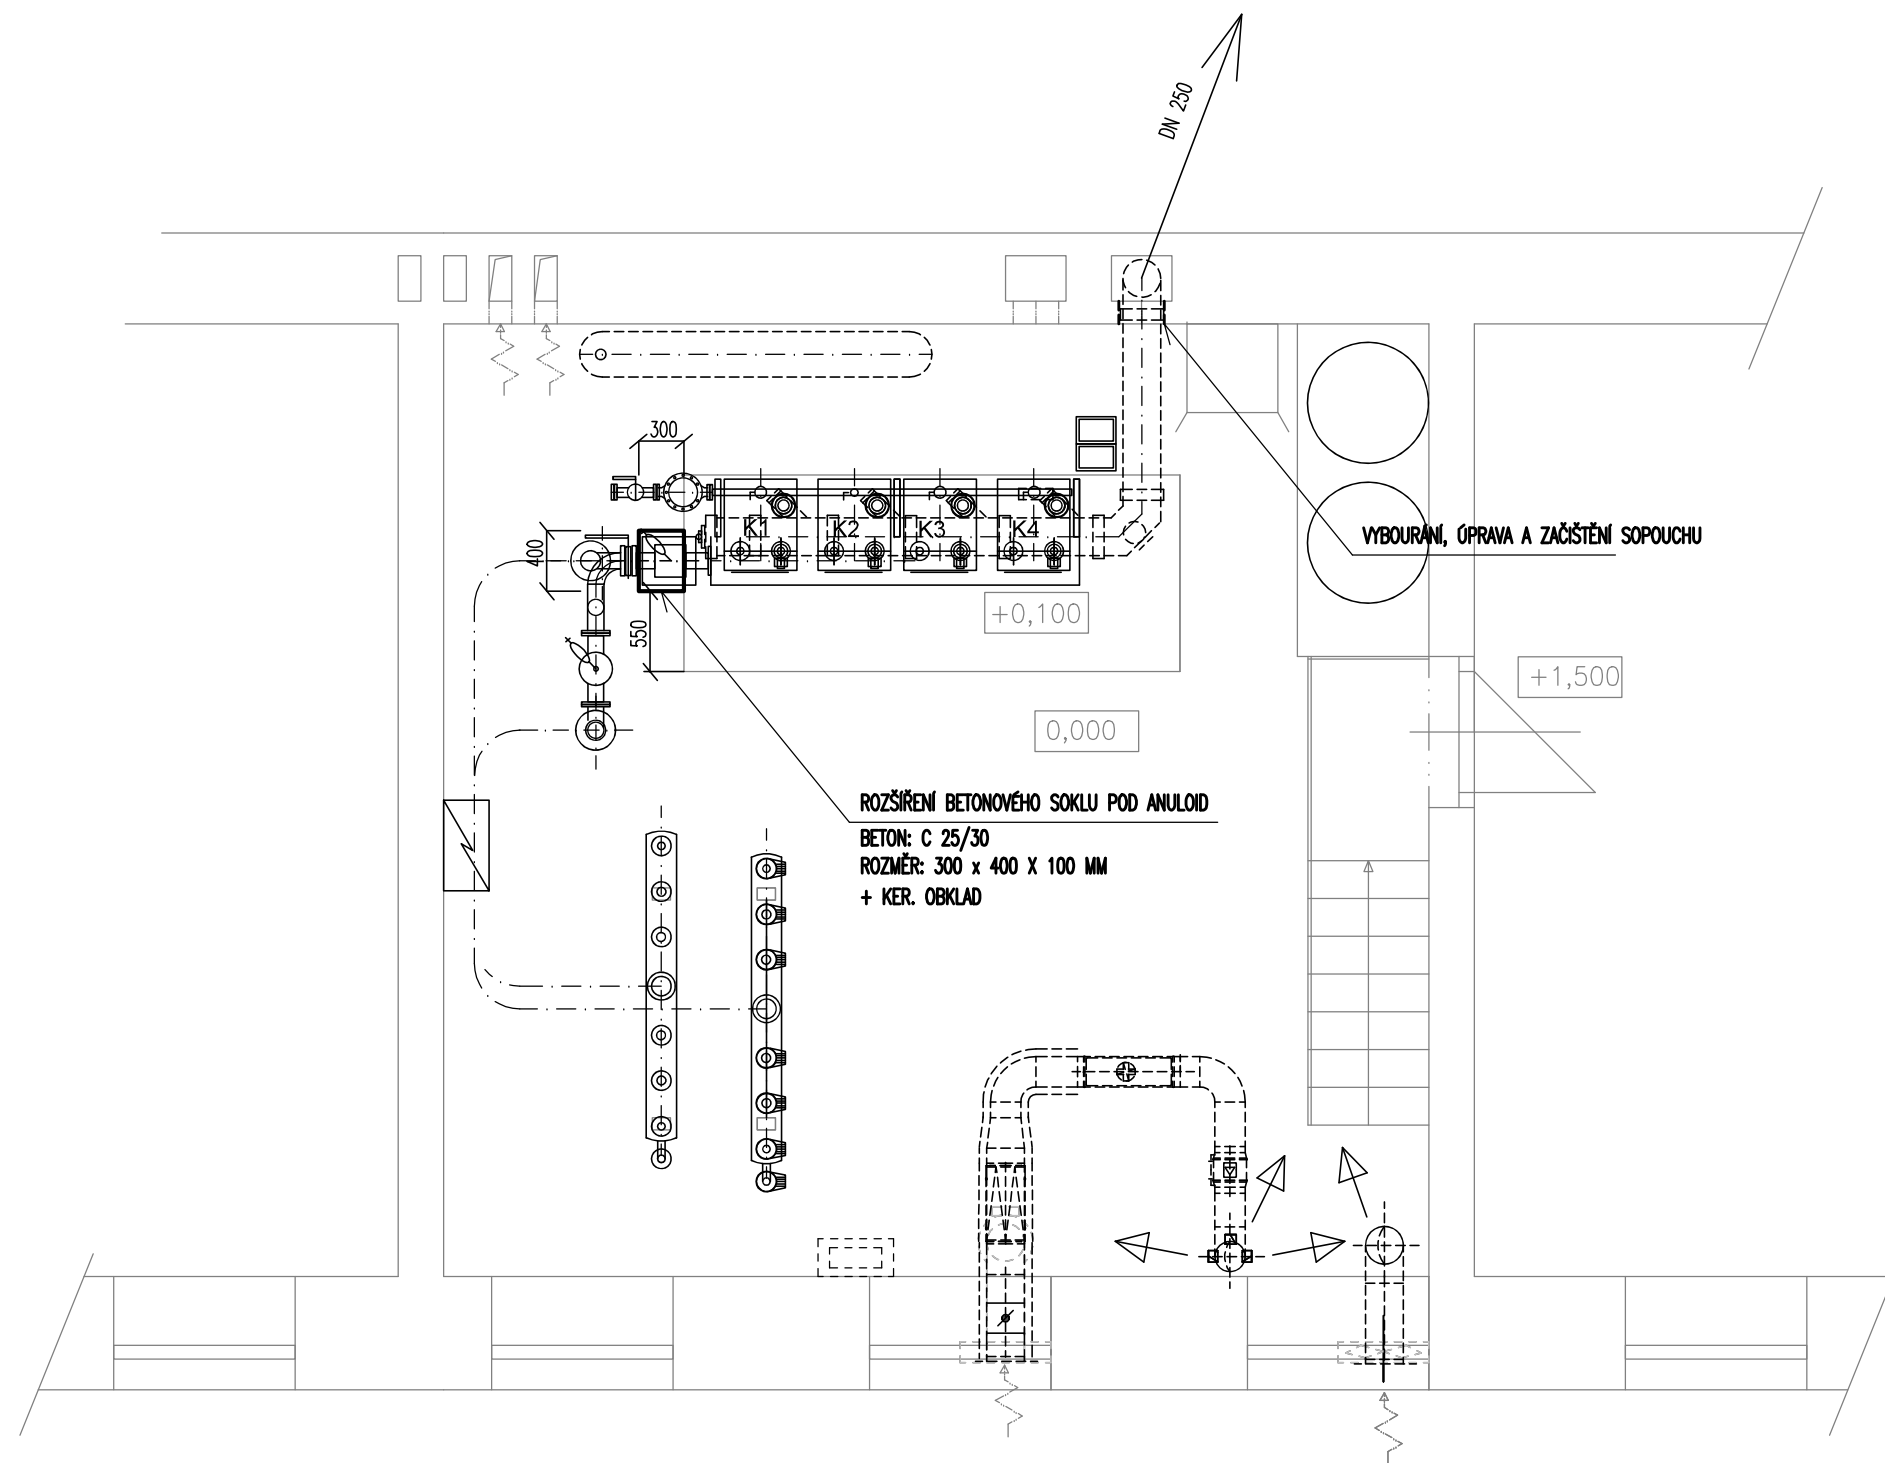 DN 250
300
400
K1
K2
K3
K4
VYBOURÁNÍ, ÚPRAVA A ZAČIŠTĚNÍ SOPOUCHU
+0,100
550
+1,500
0,000
ROZŠÍŘENÍ BETONOVÉHO SOKLU POD ANULOID
BETON: C 25/30
ROZMĚR: 300 x 400 X 100 MM
+ KER. OBKLAD